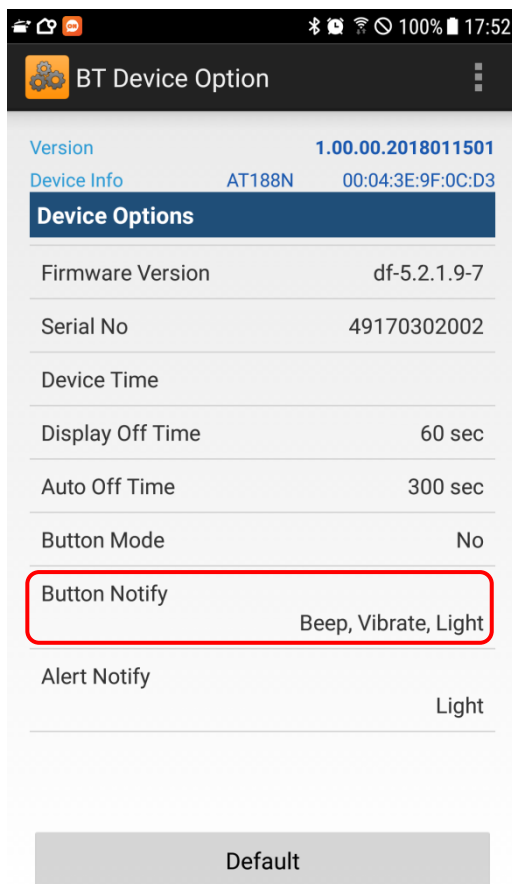 100% 17:52
BT Device Option
Version 1.00.00.2018011501
Device Info AT188N 00:04:3E:9F:0C:D3
Device Options
Firmware Version df-5.2.1.9-7
Serial No 49170302002
Device Time
Display Off Time 60 sec
Auto Off Time 300 sec
Button Mode No
Button Notify
Beep, Vibrate, Light
Alert Notify
Light
Default